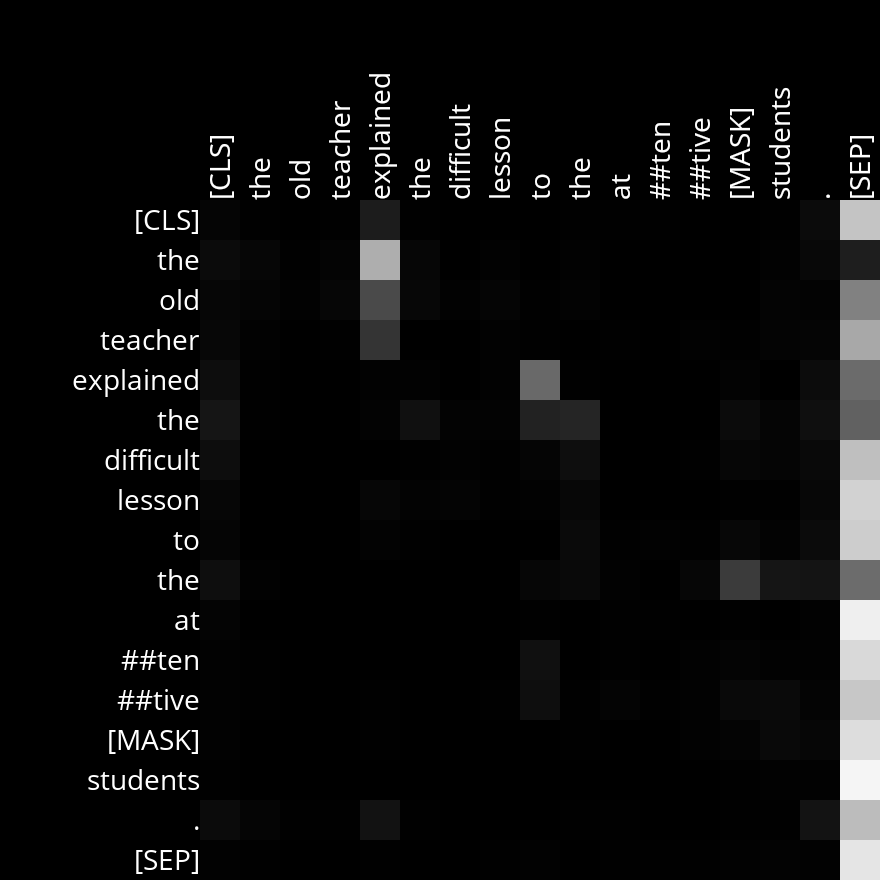 [CLS] the old teacher explained the difficult lesson to the at ##ten ##tive [MASK] students . [SEP]
[CLS]
the
old
teacher
explained
the
difficult
lesson
to
the
at
##ten
##tive
[MASK]
students
.
[SEP]